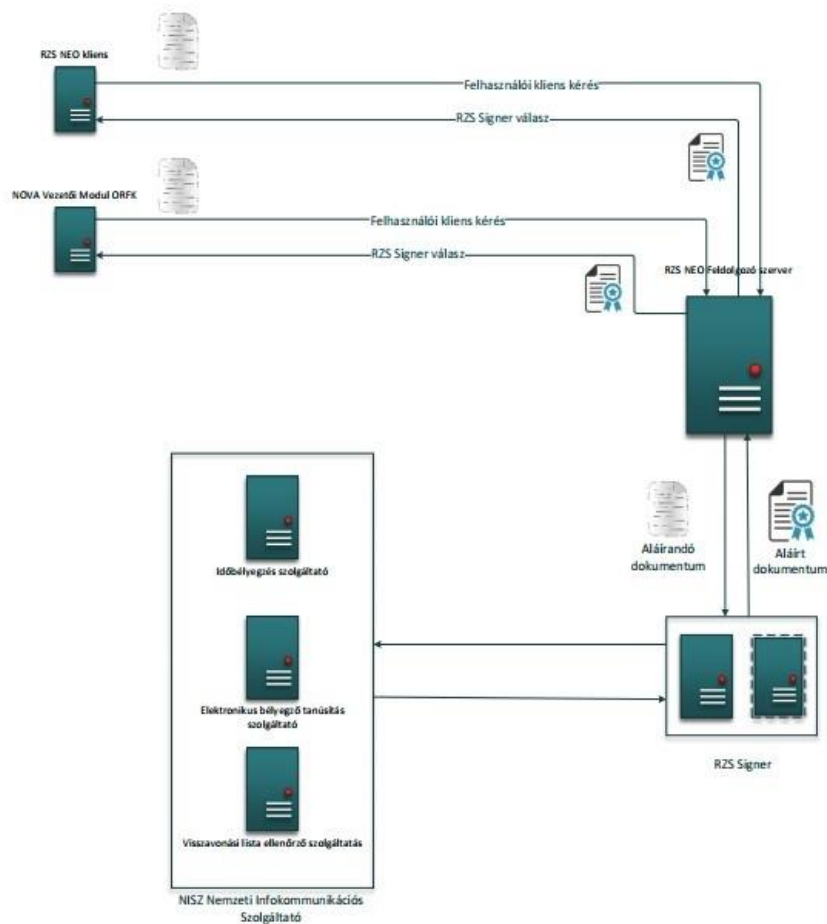 RZS NEO kliens
Felhasználói kliens kérés
RZS Signer válasz
NOVA Vezetői Modul ORFK
Felhasználói kliens kérés
RZS Signer válasz
RZS NEO Feldolgozó szerver
Aláírandó
dokumentum
Aláírt
dokumentum
Időbélyegzés szolgáltató
Elektronikus bélyegző tanúsítás
szolgáltató
Visszavonási lista ellenőrző szolgáltatás
RZS Signer
NISZ Nemzeti Infokommunikációs
Szolgáltató